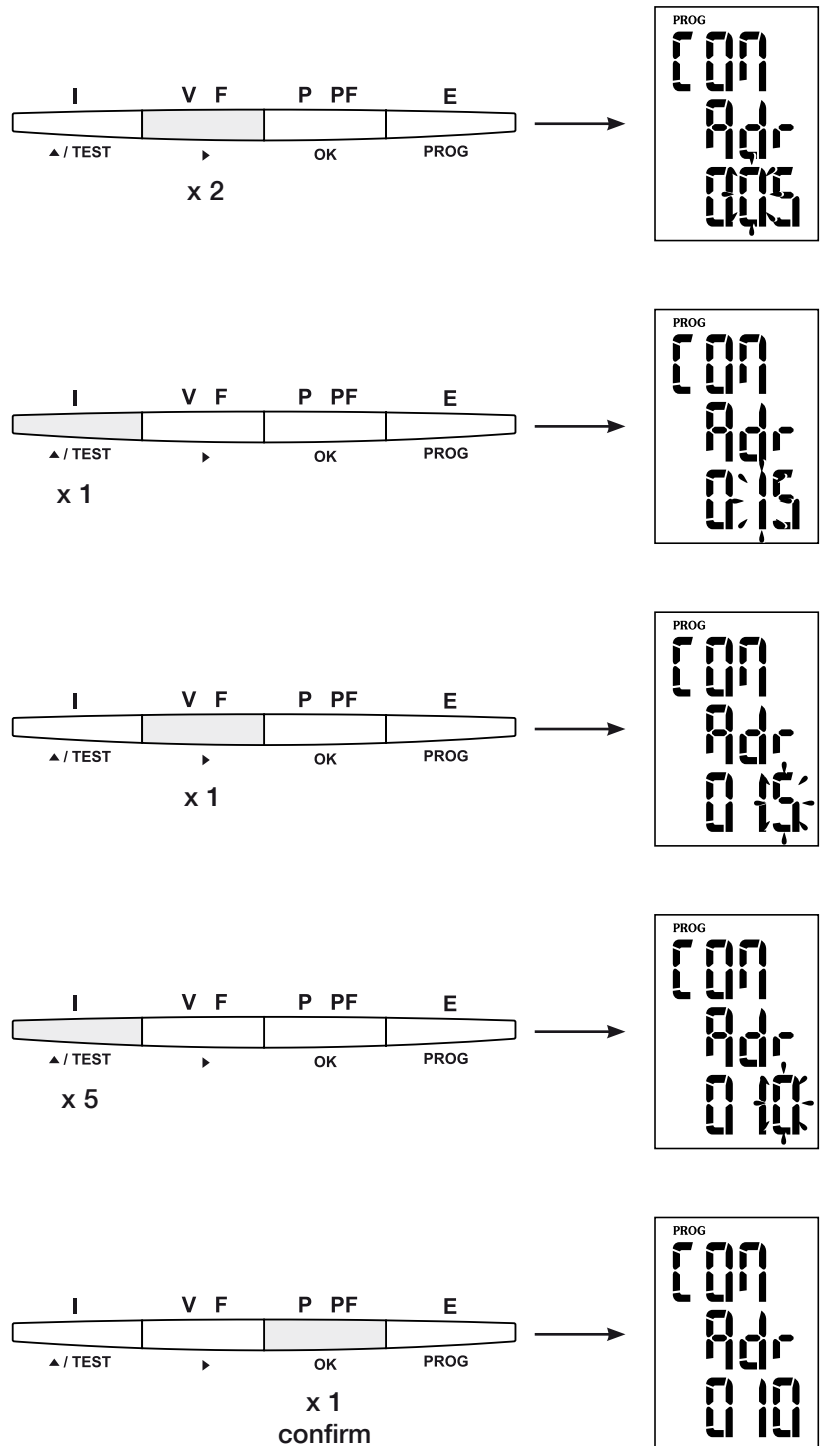 PROG
COM
I V F P PF E
▲ / TEST ▶ OK PROG
Adr
x 2
005
PROG
COM
I V F P PF E
▲ / TEST ▶ OK PROG
Adr
x 1
015
PROG
COM
I V F P PF E
▲ / TEST ▶ OK PROG
Adr
x 1
015
PROG
COM
I V F P PF E
▲ / TEST ▶ OK PROG
Adr
x 5
010
PROG
COM
I V F P PF E
▲ / TEST ▶ OK PROG
Adr
x 1
confirm
010